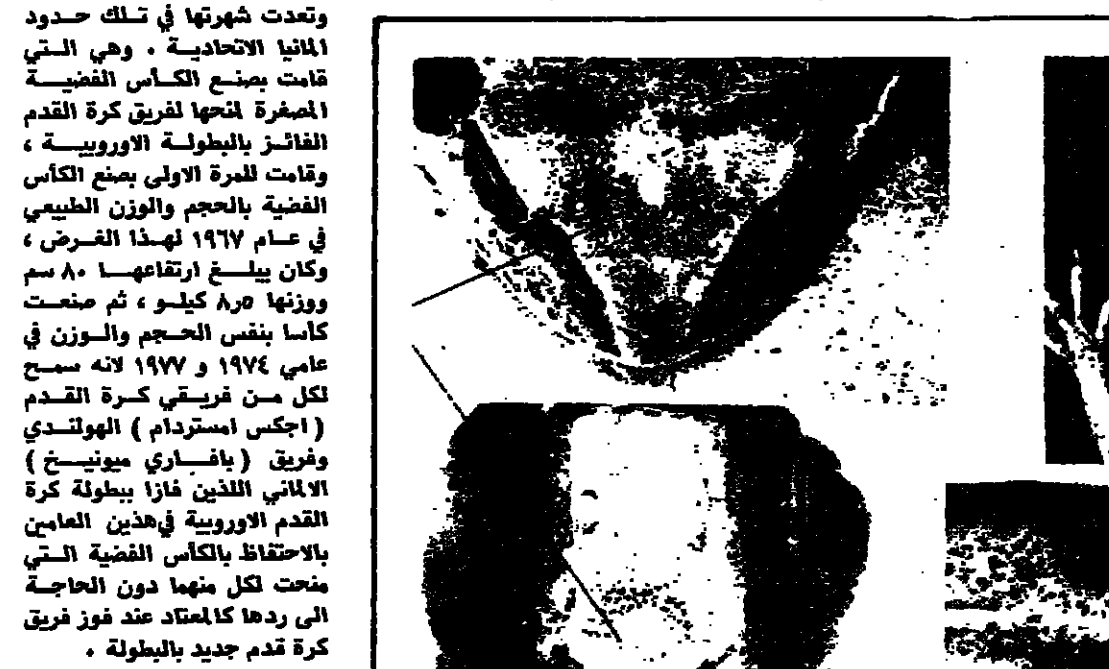 وتعدت شهرتها في تلك حدود
المانيا الاتحادية . وهي التي
قامت بصنع الكأس الفضية
المصغرة لمنحها لفريق كرة القدم
الفائز بالبطولة الاوروبية ،
وقامت للمرة الاولى بصنع الكأس
الفضية بالحجم والوزن الطبيعي
في عام ١٩٦٧ لهذا الغرض ،
وكان يبلغ ارتفاعها ٨٠ سم
ووزنها ٨٫٥ كيلو ، ثم صنعت
كأسا بنفس الحجم والوزن في
عامي ١٩٧٤ و ١٩٧٧ لانه سمح
لكل من فريقي كرة القدم
( اجكس امستردام ) الهولندي
وفريق ( بافاري ميونيخ )
الالماني اللذين فازا ببطولة كرة
القدم الاوروبية في هذين العامين
بالاحتفاظ بالكأس الفضية التي
منحت لكل منهما دون الحاجة
الى ردها كالمعتاد عند فوز فريق
كرة قدم جديد بالبطولة .